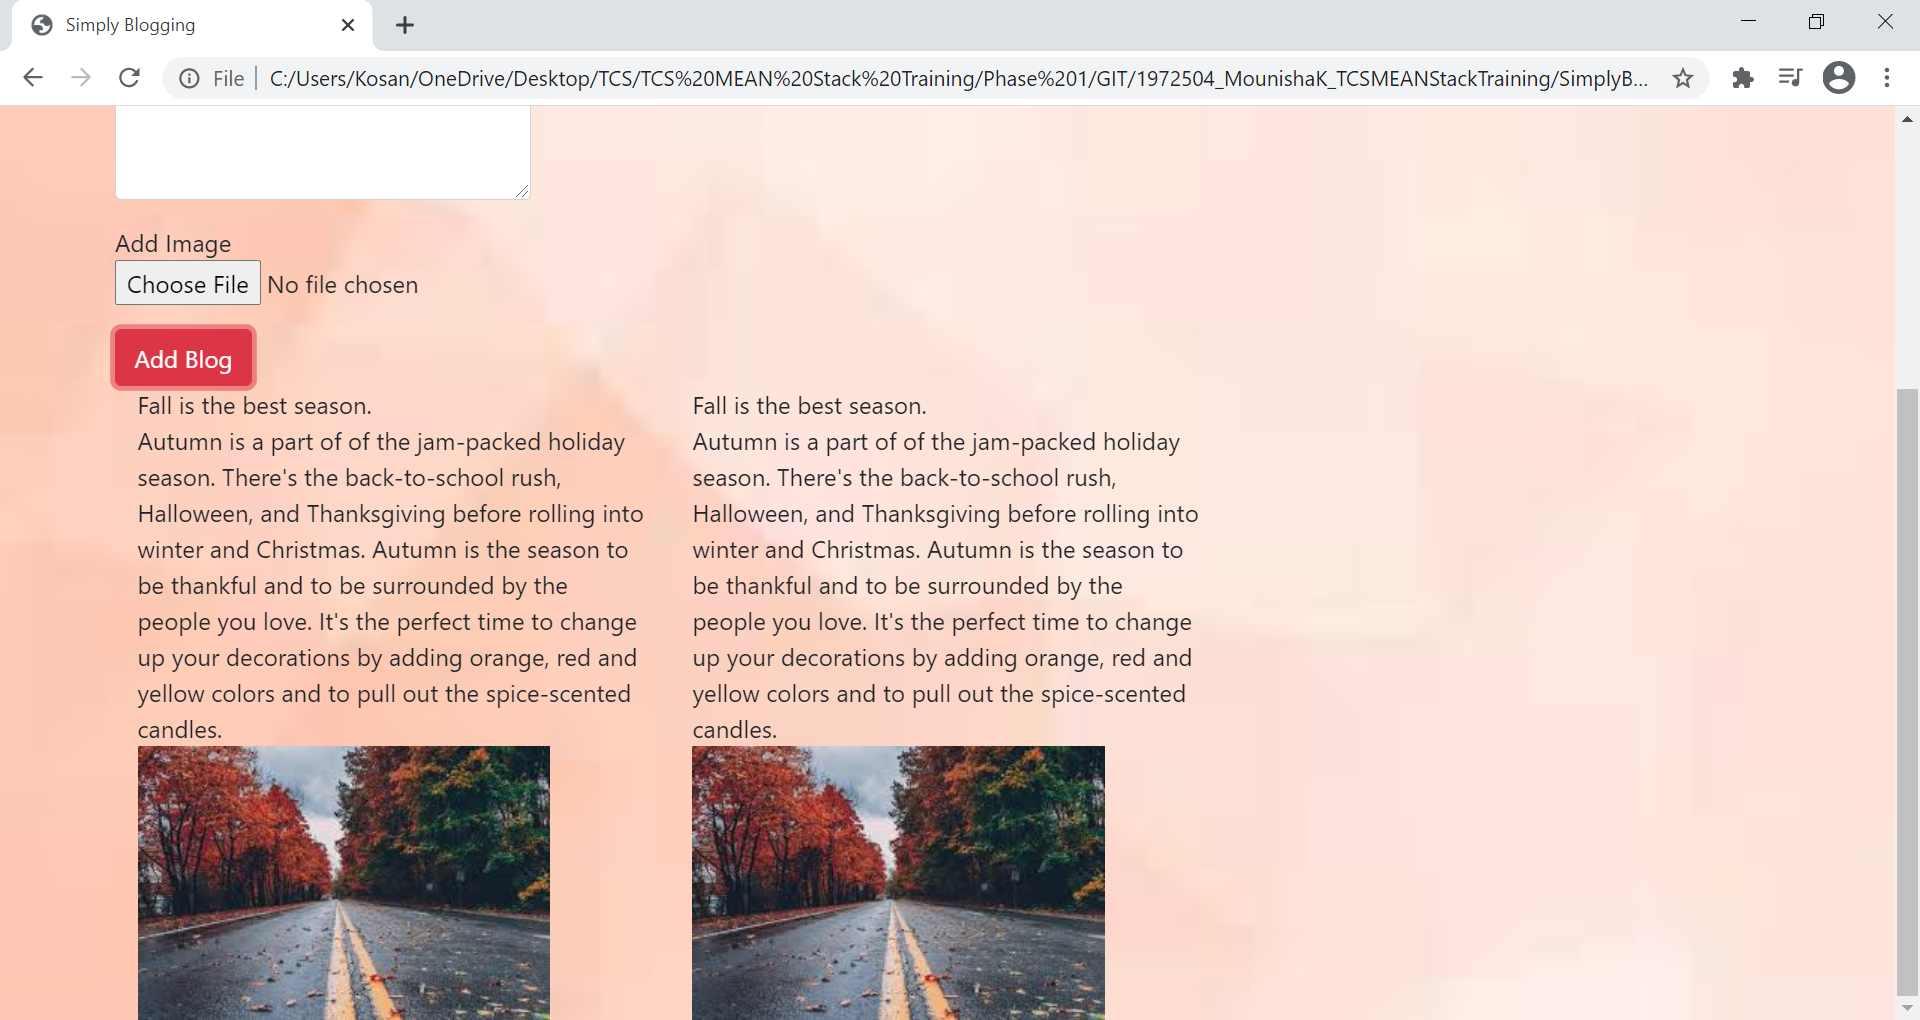 Simply Blogging
File
C:/Users/Kosan/OneDrive/Desktop/TCS/TCS%20MEAN%20Stack%20Training/Phase%201/GIT/1972504_MounishaK_TCSMEANStackTraining/SimplyB...
Add Image
Choose File No file chosen
Add Blog
Fall is the best season.
Autumn is a part of of the jam-packed holiday
season. There's the back-to-school rush,
Halloween, and Thanksgiving before rolling into
winter and Christmas. Autumn is the season to
be thankful and to be surrounded by the
people you love. It's the perfect time to change
up your decorations by adding orange, red and
yellow colors and to pull out the spice-scented
candles.
Fall is the best season.
Autumn is a part of of the jam-packed holiday
season. There's the back-to-school rush,
Halloween, and Thanksgiving before rolling into
winter and Christmas. Autumn is the season to
be thankful and to be surrounded by the
people you love. It's the perfect time to change
up your decorations by adding orange, red and
yellow colors and to pull out the spice-scented
candles.